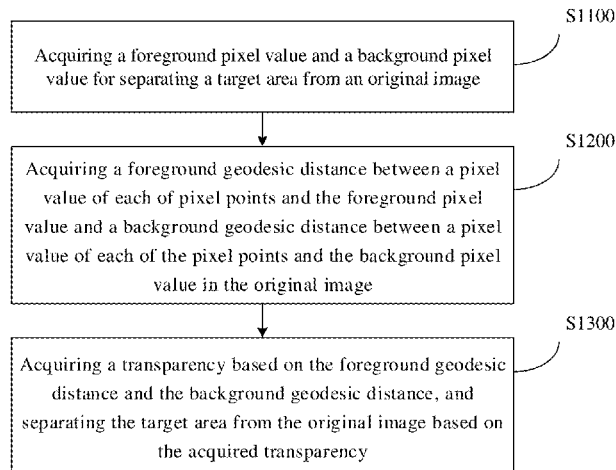 S1100
Acquiring a foreground pixel value and a background pixel
value for separating a target area from an original image
S1200
Acquiring a foreground geodesic distance between a pixel
value of each of pixel points and the foreground pixel
value and a background geodesic distance between a pixel
value of each of the pixel points and the background pixel
value in the original image
S1300
Acquiring a transparency based on the foreground geodesic
distance and the background geodesic distance, and
separating the target area from the original image based on
the acquired transparency